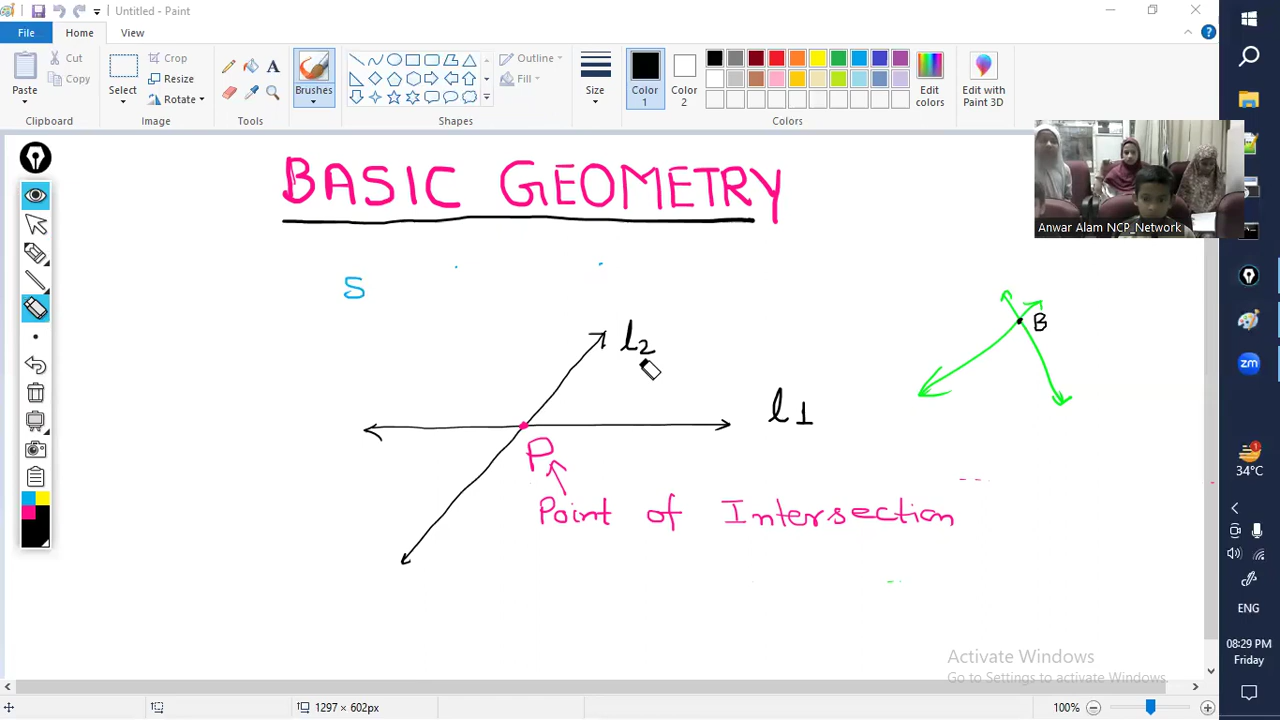 Untitled - Paint
File
Home
View
Paste
Cut
Copy
Clipboard
Select
Crop
Resize
Rotate
Image
A
Tools
Brushes
Shapes
Outline
Fill
Size
Color 1
Color 2
Edit colors
Edit with Paint 3D
Colors
BASIC GEOMETRY
Anwar Alam NCP_Network
S
l2
B
l1
P
Point of Intersection
zm
1
34°C
ENG
08:29 PM
Friday
Activate Windows
Go to Settings to activate Windows.
1297 × 602px
100%